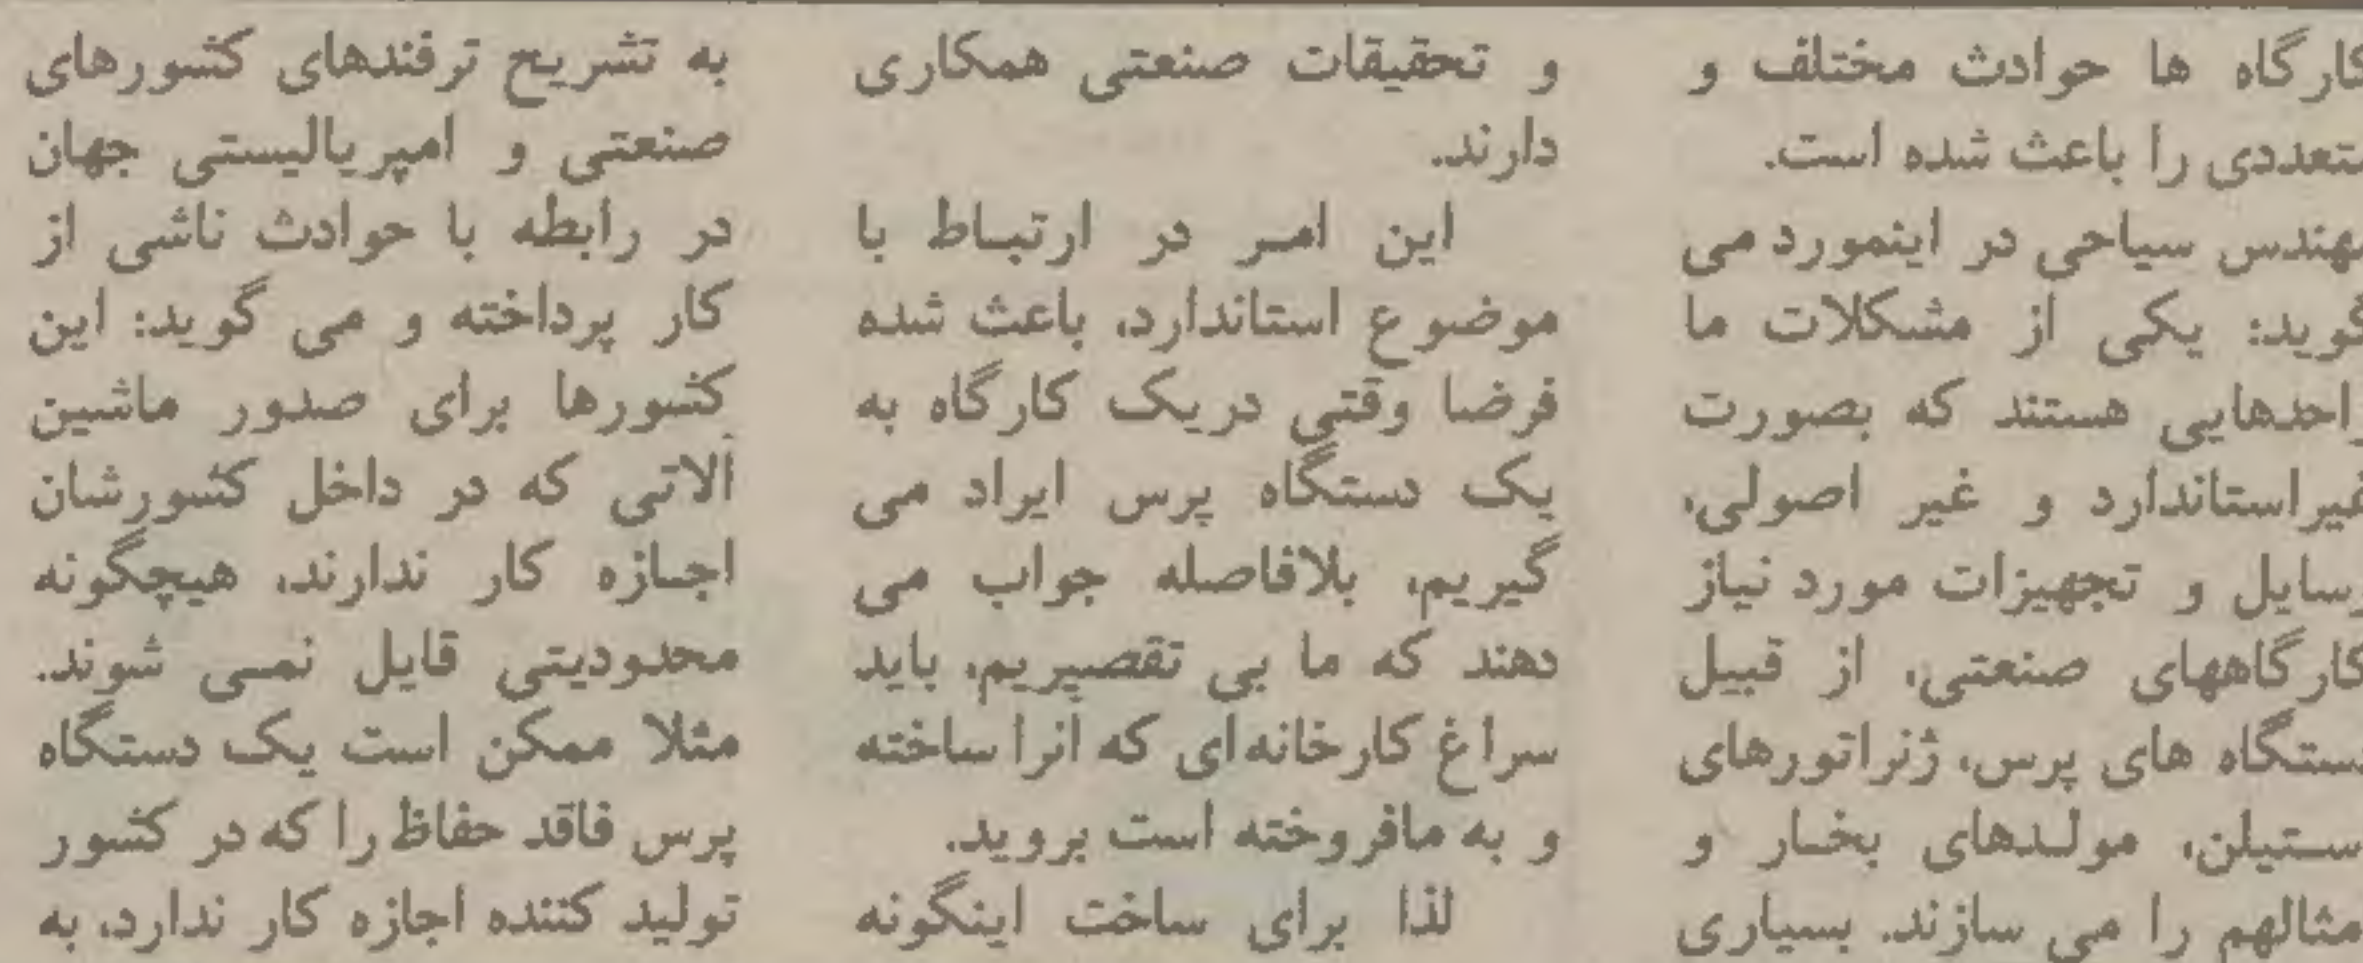 کارگاه ها حوادث مختلف و
متعددی را باعث شده است.
مهندس سیاحی در اینمورد می
گوید: یکی از مشکلات ما
واحدهایی هستند که بصورت
غیراستاندارد و غیر اصولی،
وسایل و تجهیزات مورد نیاز
کارگاههای صنعتی، از قبیل
دستگاه های پرس، ژنراتورهای
استیلن، مولدهای بخار و
امثالهم را می سازند. بسیاری
و تحقیقات صنعتی همکاری
دارند.
این امر در ارتباط با
موضوع استاندارد، باعث شده
فرضا وقتی دریک کارگاه به
یک دستگاه پرس ایراد می
گیریم، بلافاصله جواب می
دهند که ما بی تقصیریم، باید
سراغ کارخانه ای که انرا ساخته
و به مافروخته است بروید.
لذا برای ساخت اینگونه
به تشریح ترفندهای کشورهای
صنعتی و امپریالیستی جهان
در رابطه با حوادث ناشی از
کار پرداخته و می گوید: این
کشورها برای صدور ماشین
آلاتی که در داخل کشورشان
اجازه کار ندارند، هیچگونه
محدودیتی قایل نمی شوند.
مثلا ممکن است یک دستگاه
پرس فاقد حفاظ را که در کشور
تولید کننده اجازه کار ندارد، به